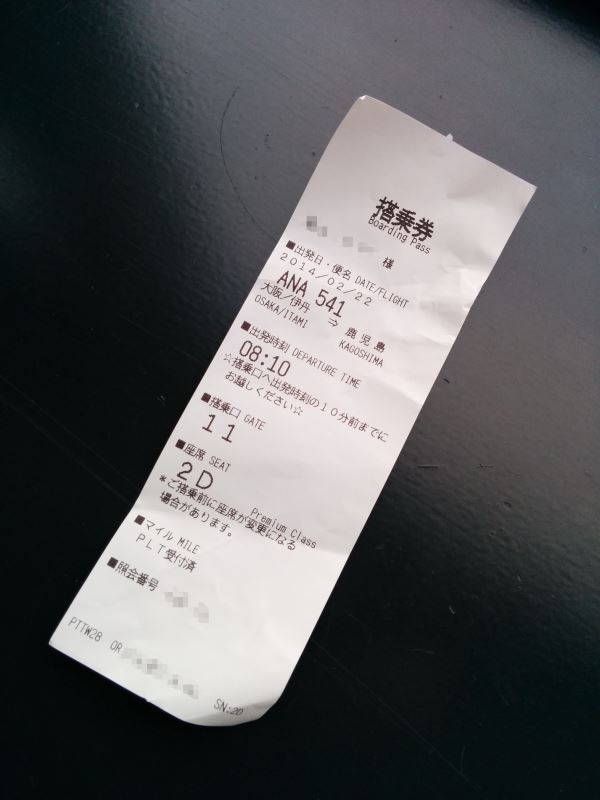 搭乗券
Boarding Pass
様
■出発日・便名 DATE/FLIGHT
2014/02/22
ANA 541
大阪/伊丹 ⇒ 鹿児島
OSAKA/ITAMI KAGOSHIMA
■出発時刻 DEPARTURE TIME
08:10
☆搭乗口へ出発時刻の10分前までに
お越しください☆
■搭乗口 GATE
11
■座席 SEAT
2D
Premium Class
*ご搭乗前に座席が変更になる
場合があります。
■マイル MILE
PLT受付済
■照会番号
PTTW28 OR
SN:20